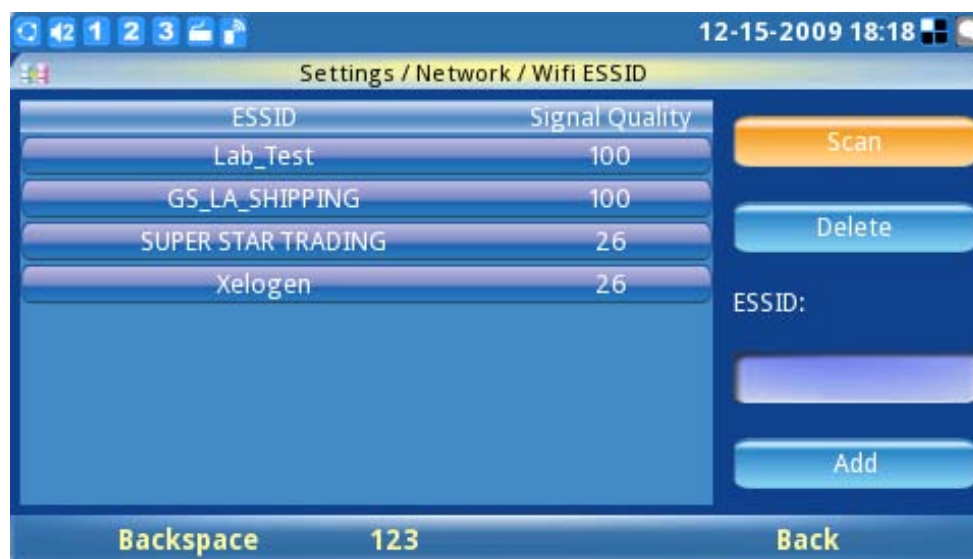 2 1 2 3 12-15-2009 18:18
Settings / Network / Wifi ESSID
ESSID Signal Quality
Lab_Test 100
GS_LA_SHIPPING 100
SUPER STAR TRADING 26
Xelogen 26
Scan
Delete
ESSID:
Add
Backspace 123 Back